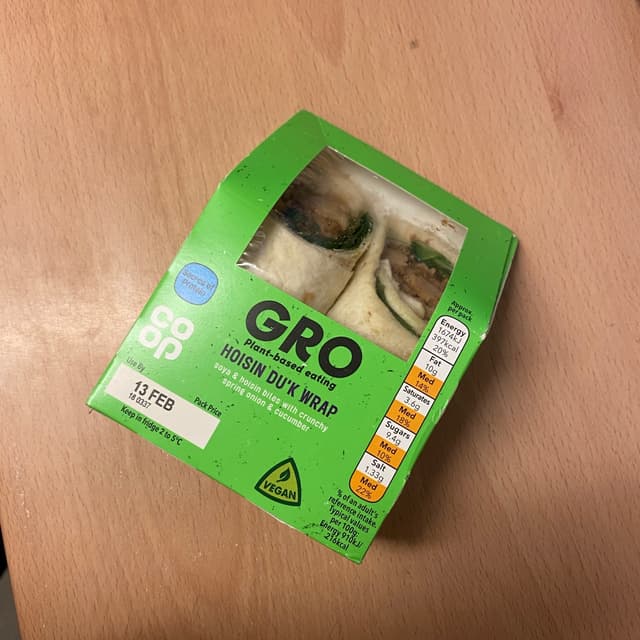 Source of
protein
CO
OP
GRO
Plant-based eating
HOISIN DU'K WRAP
soya & hoisin bites with crunchy
spring onion & cucumber
Use By
Pack Price
13 FEB
18 0337
Keep in fridge 2 to 5°C
VEGAN
Approx.
per pack
Energy
1674kJ
397kcal
20%
Fat
10g
Med
14%
Saturates
3.6g
Med
18%
Sugars
9.4g
Med
10%
Salt
1.33g
Med
22%
% of an adult's
reference intake.
Typical values
per 100g:
Energy 910kJ/
216kcal